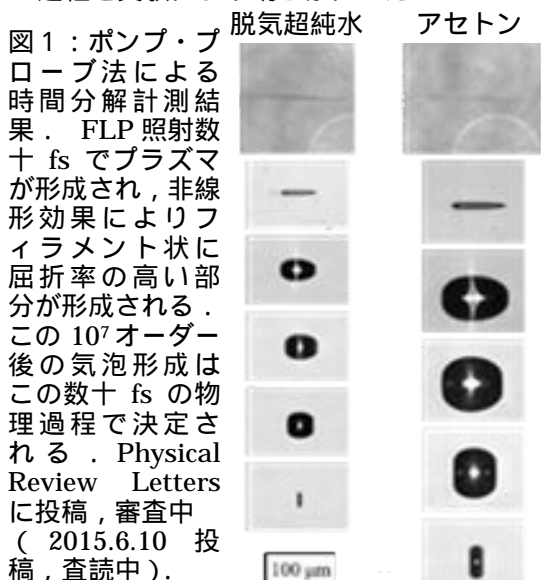 脱気超純水
アセトン
図1:ポンプ・プ
ローブ法による
時間分解計測結
果. FLP 照射数
十 fs でプラズマ
が形成され,非線
形効果によりフ
ィラメント状に
屈折率の高い部
分が形成される.
この 10⁷ オーダー
後の気泡形成は
この数十 fs の物
理過程で決定さ
れる. Physical
Review Letters
に投稿,審査中
( 2015.6.10 投
稿,査読中).
100 μm